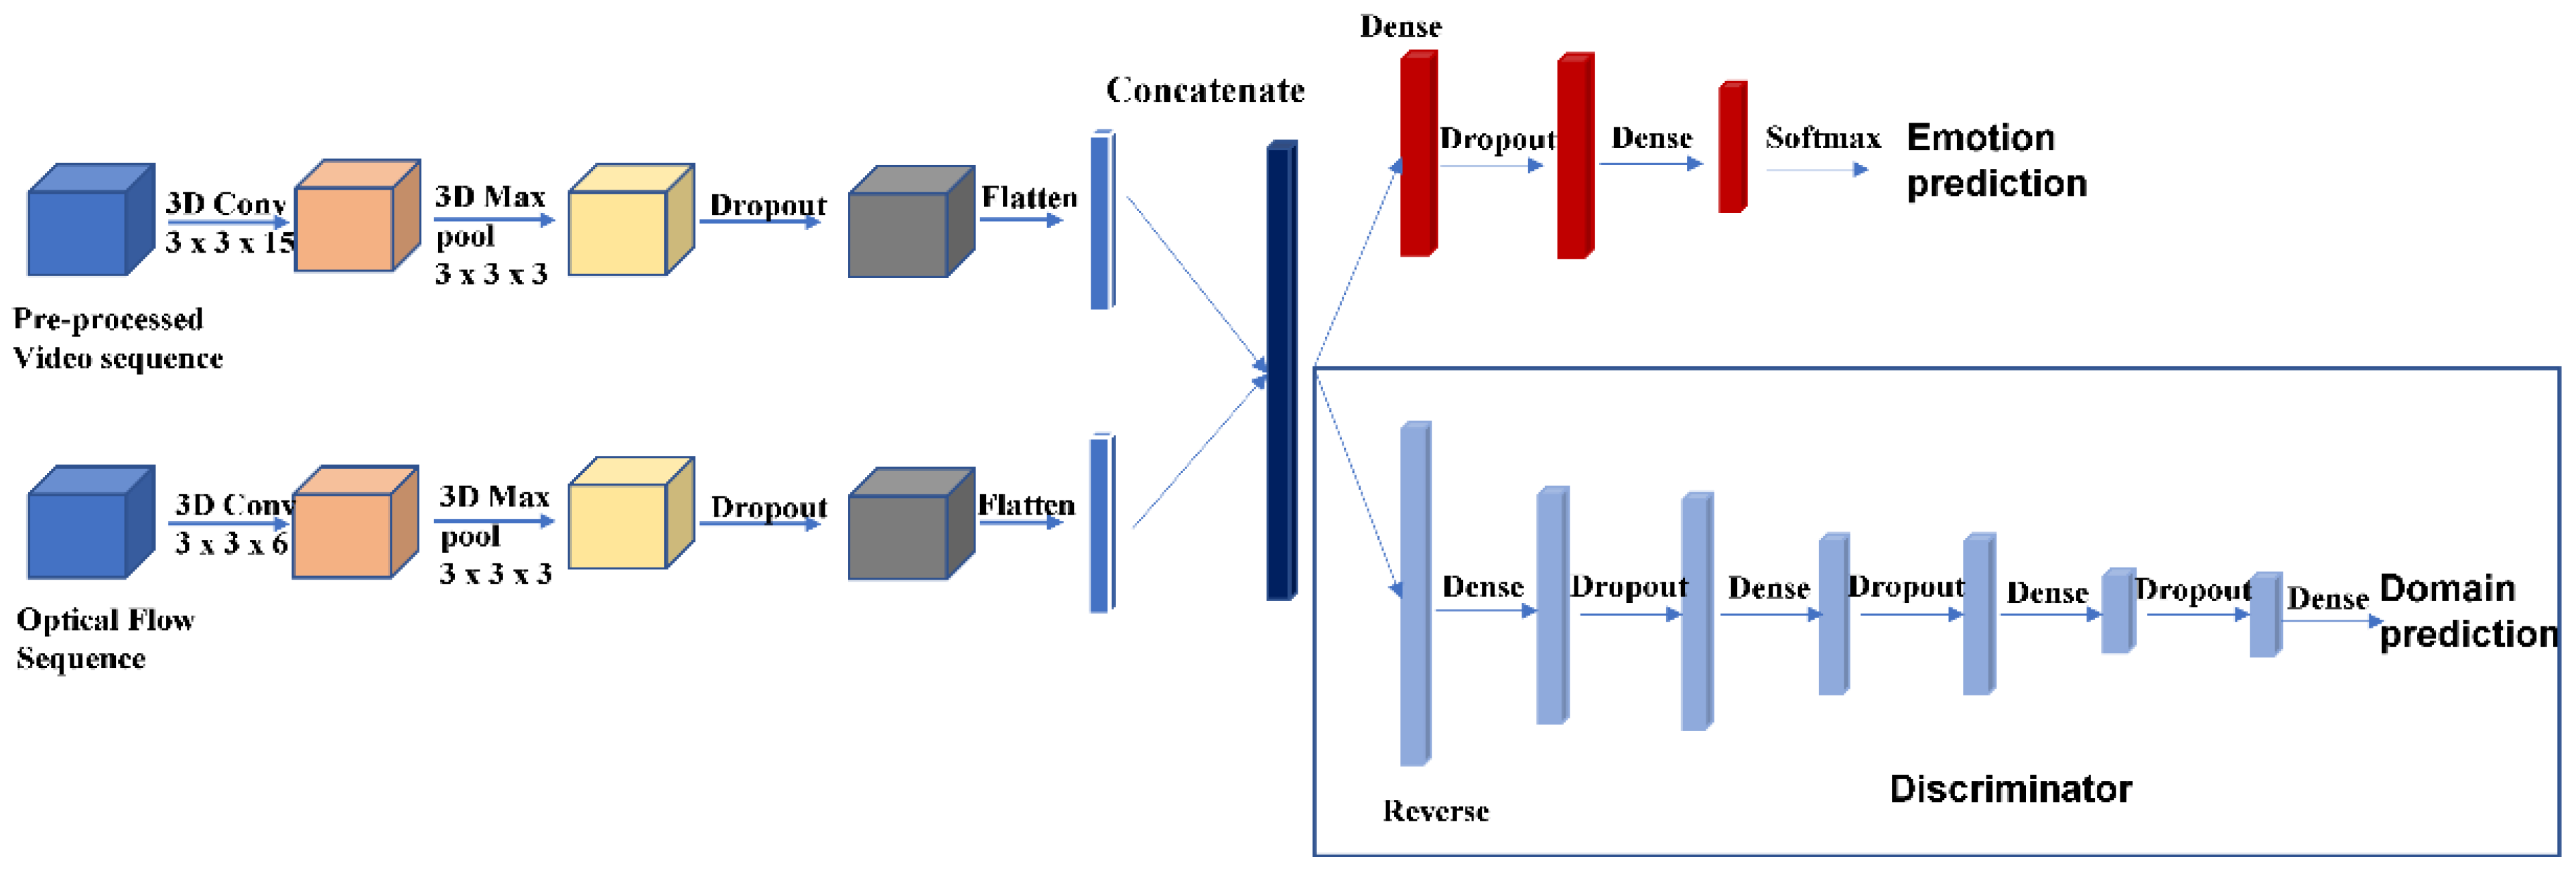 3D Conv
3 x 3 x 15
3D Max
pool
3 x 3 x 3
Dropout
Flatten
Pre-processed
Video sequence
3D Conv
3 x 3 x 6
3D Max
pool
3 x 3 x 3
Dropout
Flatten
Optical Flow
Sequence
Concatenate
Dense
Dropout
Dense
Softmax
Emotion
prediction
Reverse
Dense
Dropout
Dense
Dropout
Dense
Dropout
Dense
Domain
prediction
Discriminator